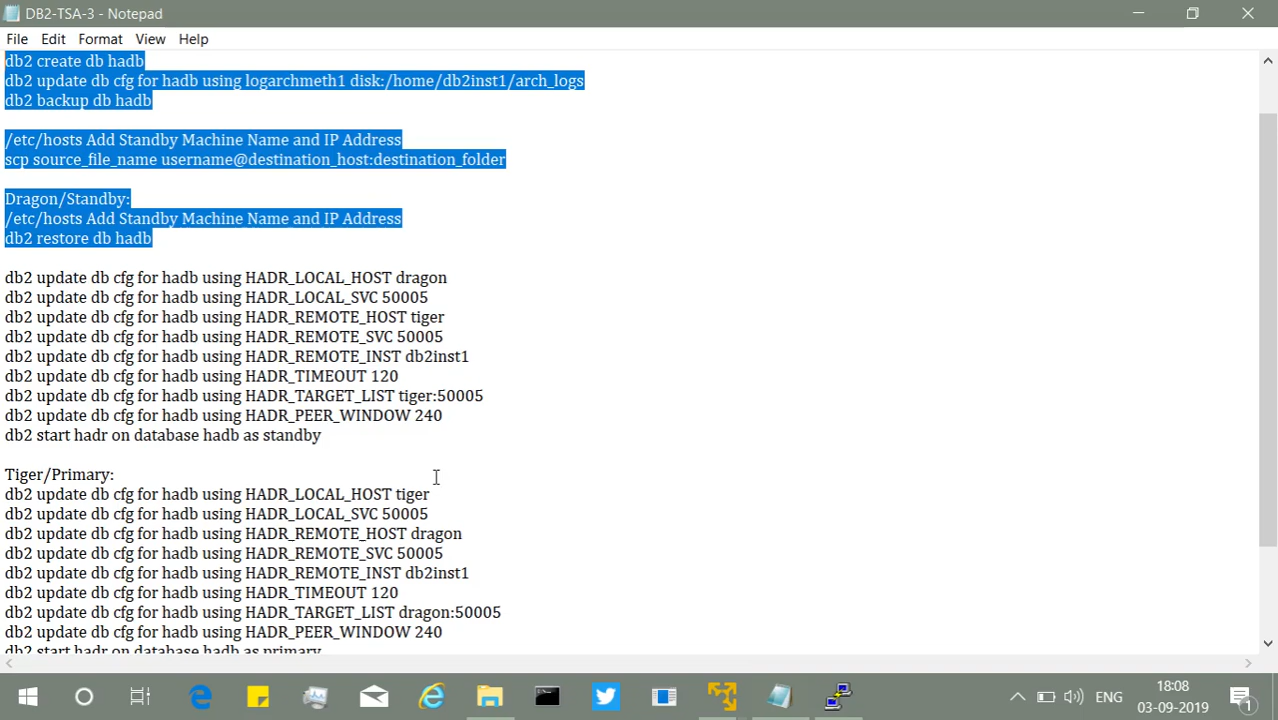 DB2-TSA-3 - Notepad
File Edit Format View Help
db2 create db hadb
db2 update db cfg for hadb using logarchmeth1 disk:/home/db2inst1/arch_logs
db2 backup db hadb
/etc/hosts Add Standby Machine Name and IP Address
scp source_file_name username@destination_host:destination_folder
Dragon/Standby:
/etc/hosts Add Standby Machine Name and IP Address
db2 restore db hadb
db2 update db cfg for hadb using HADR_LOCAL_HOST dragon
db2 update db cfg for hadb using HADR_LOCAL_SVC 50005
db2 update db cfg for hadb using HADR_REMOTE_HOST tiger
db2 update db cfg for hadb using HADR_REMOTE_SVC 50005
db2 update db cfg for hadb using HADR_REMOTE_INST db2inst1
db2 update db cfg for hadb using HADR_TIMEOUT 120
db2 update db cfg for hadb using HADR_TARGET_LIST tiger:50005
db2 update db cfg for hadb using HADR_PEER_WINDOW 240
db2 start hadr on database hadb as standby
Tiger/Primary:
db2 update db cfg for hadb using HADR_LOCAL_HOST tiger
db2 update db cfg for hadb using HADR_LOCAL_SVC 50005
db2 update db cfg for hadb using HADR_REMOTE_HOST dragon
db2 update db cfg for hadb using HADR_REMOTE_SVC 50005
db2 update db cfg for hadb using HADR_REMOTE_INST db2inst1
db2 update db cfg for hadb using HADR_TIMEOUT 120
db2 update db cfg for hadb using HADR_TARGET_LIST dragon:50005
db2 update db cfg for hadb using HADR_PEER_WINDOW 240
db2 start hadr on database hadb as primary
ENG
18:08
03-09-2019
1